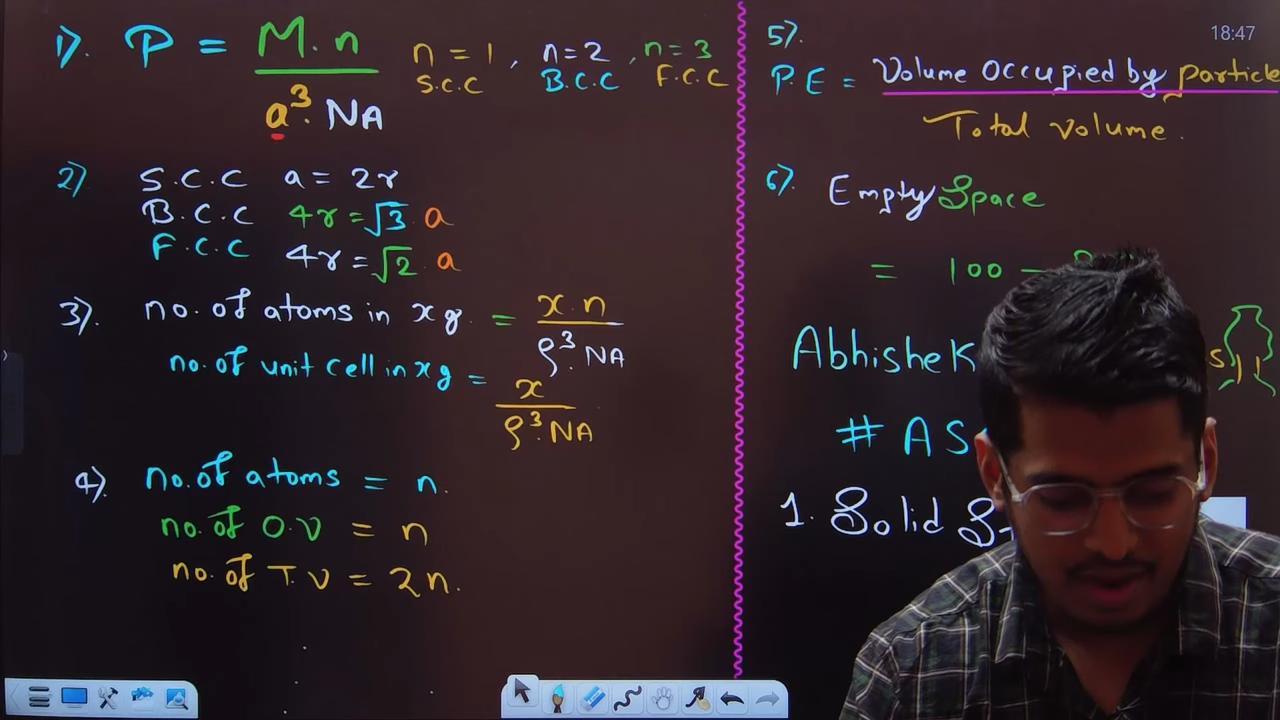 1). P = M.n / a³. NA n = 1, n=2, n=3
S.C.C B.C.C F.C.C
2) S.C.C a = 2r
B.C.C 4r = √3 a
F.C.C 4r = √2 a
3). no. of atoms in x g. = x.n / ρ³. NA
no. of unit cell in x g = x / ρ³. NA
4). no. of atoms = n.
no. of O.V = n
no. of T.V = 2n.
18:47
5).
P.E = Volume Occupied by particle / Total volume.
6). Empty Space
= 100 -
Abhishek s
# AS
1. Solid S